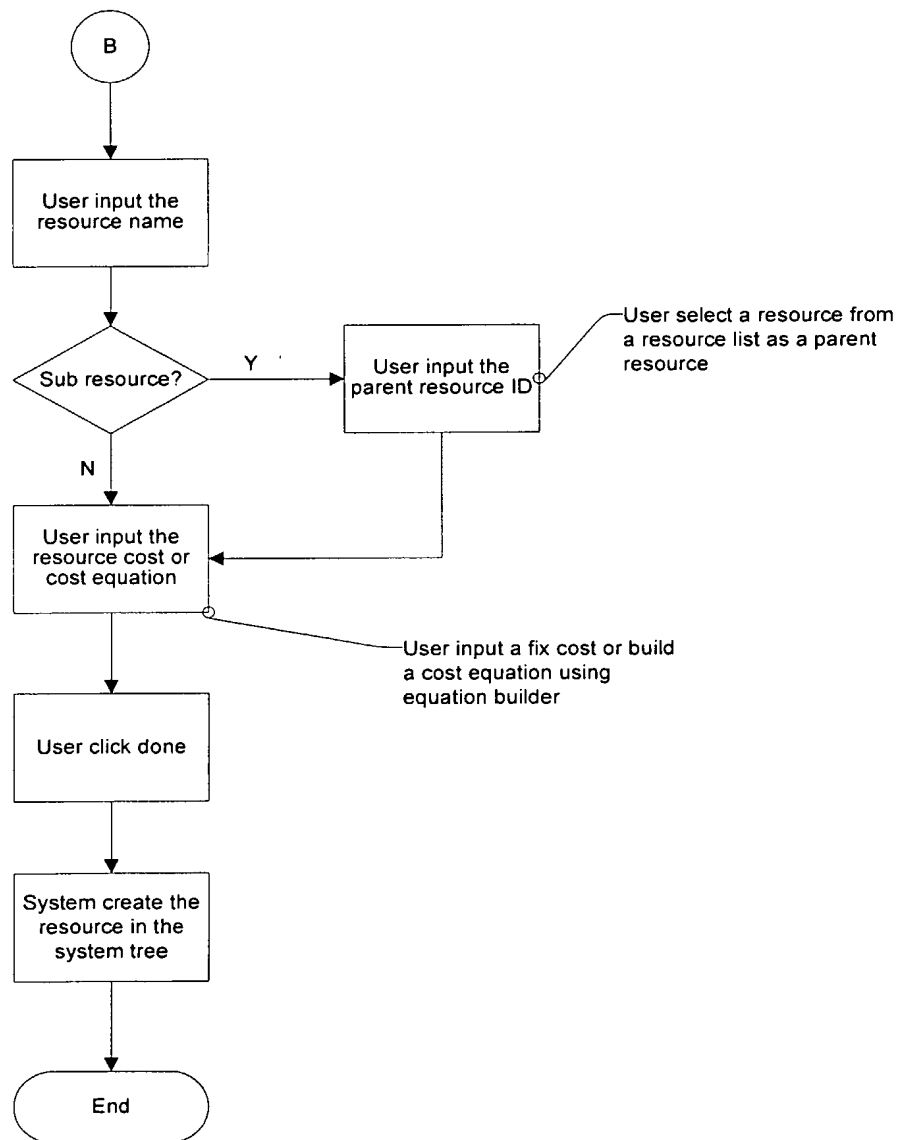 B
User input the
resource name
Sub resource?
Y
User input the
parent resource ID
User select a resource from
a resource list as a parent
resource
N
User input the
resource cost or
cost equation
User input a fix cost or build
a cost equation using
equation builder
User click done
System create the
resource in the
system tree
End